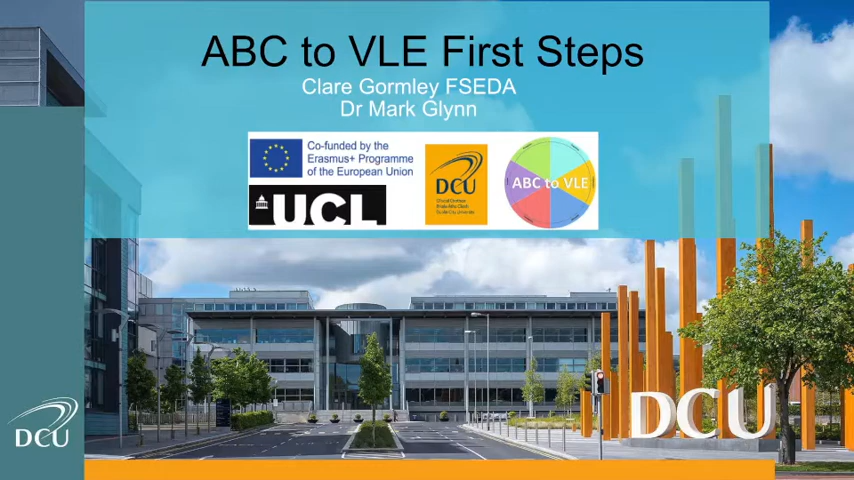 ABC to VLE First Steps
Clare Gormley FSEDA
Dr Mark Glynn
Co-funded by the
Erasmus+ Programme
of the European Union
UCL
DCU
ABC to VLE
DCU
DCU